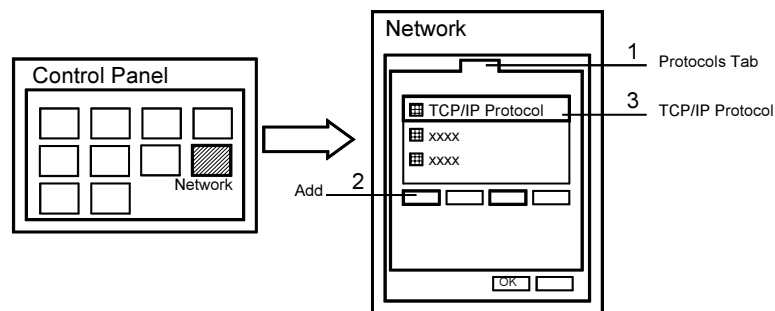 Control Panel
Network
Network
1 Protocols Tab
TCP/IP Protocol
3 TCP/IP Protocol
xxxx
xxxx
Add 2
OK